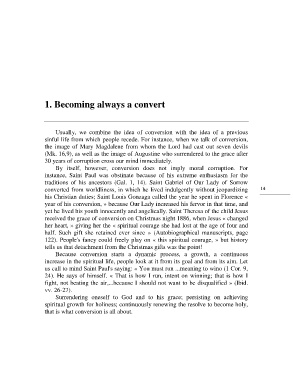 1. Becoming always a convert
Usually, we combine the idea of conversion with the idea of a previous
sinful life from which people recede. For instance, when we talk of conversion,
the image of Mary Magdalena from whom the Lord had cast out seven devils
(Mk. 16,9), as well as the image of Augustine who surrendered to the grace after
30 years of corruption cross our mind immediately.
By itself, however, conversion does not imply moral corruption. For
instance, Saint Paul was obstinate because of his extreme enthusiasm for the
traditions of his ancestors (Gal. 1, 14). Saint Gabriel of Our Lady of Sorrow
converted from worldliness, in which he lived indulgently without jeopardizing
his Christian duties; Saint Louis Gonzaga called the year he spent in Florence «
year of his conversion, » because Our Lady increased his fervor in that time, and
yet he lived his youth innocently and angelically. Saint Theresa of the child Jesus
received the grace of conversion on Christmas night 1886, when Jesus « changed
her heart, » giving her the « spiritual courage she had lost at the age of four and
half. Such gift she retained ever since » (Autobiographical manuscripts, page
122). People's fancy could freely play on « this spiritual courage, » but history
tells us that detachment from the Christmas gifts was the point!
Because conversion starts a dynamic process, a growth, a continuous
increase in the spiritual life, people look at it from its goal and from its aim. Let
us call to mind Saint Paul's saying: « You must run ...meaning to win» (1 Cor. 9,
24). He says of himself, « That is how I run, intent on winning; that is how I
fight, not beating the air,...because I should not want to be disqualified » (Ibid.
vv. 26-27).
Surrendering oneself to God and to his grace; persisting on achieving
spiritual growth for holiness; continuously renewing the resolve to become holy,
that is what conversion is all about.
14